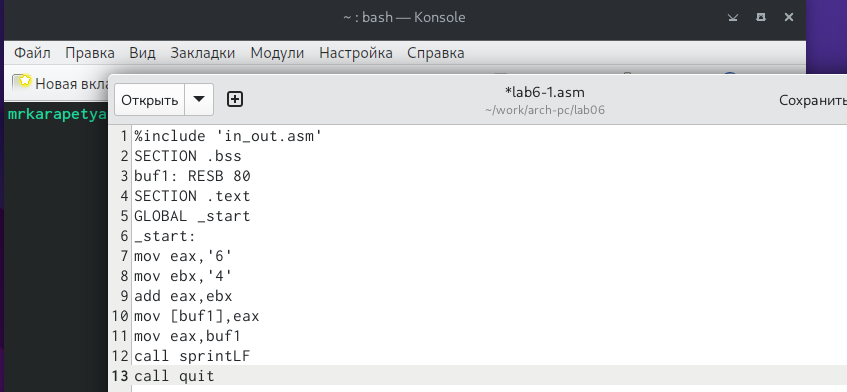 ~ : bash — Konsole
Файл Правка Вид Закладки Модули Настройка Справка
Новая вкла
mrkarapetya
Открыть
*lab6-1.asm
~/work/arch-pc/lab06
Сохранить
1 %include 'in_out.asm'
2 SECTION .bss
3 buf1: RESB 80
4 SECTION .text
5 GLOBAL _start
6 _start:
7 mov eax,'6'
8 mov ebx,'4'
9 add eax,ebx
10 mov [buf1],eax
11 mov eax,buf1
12 call sprintLF
13 call quit